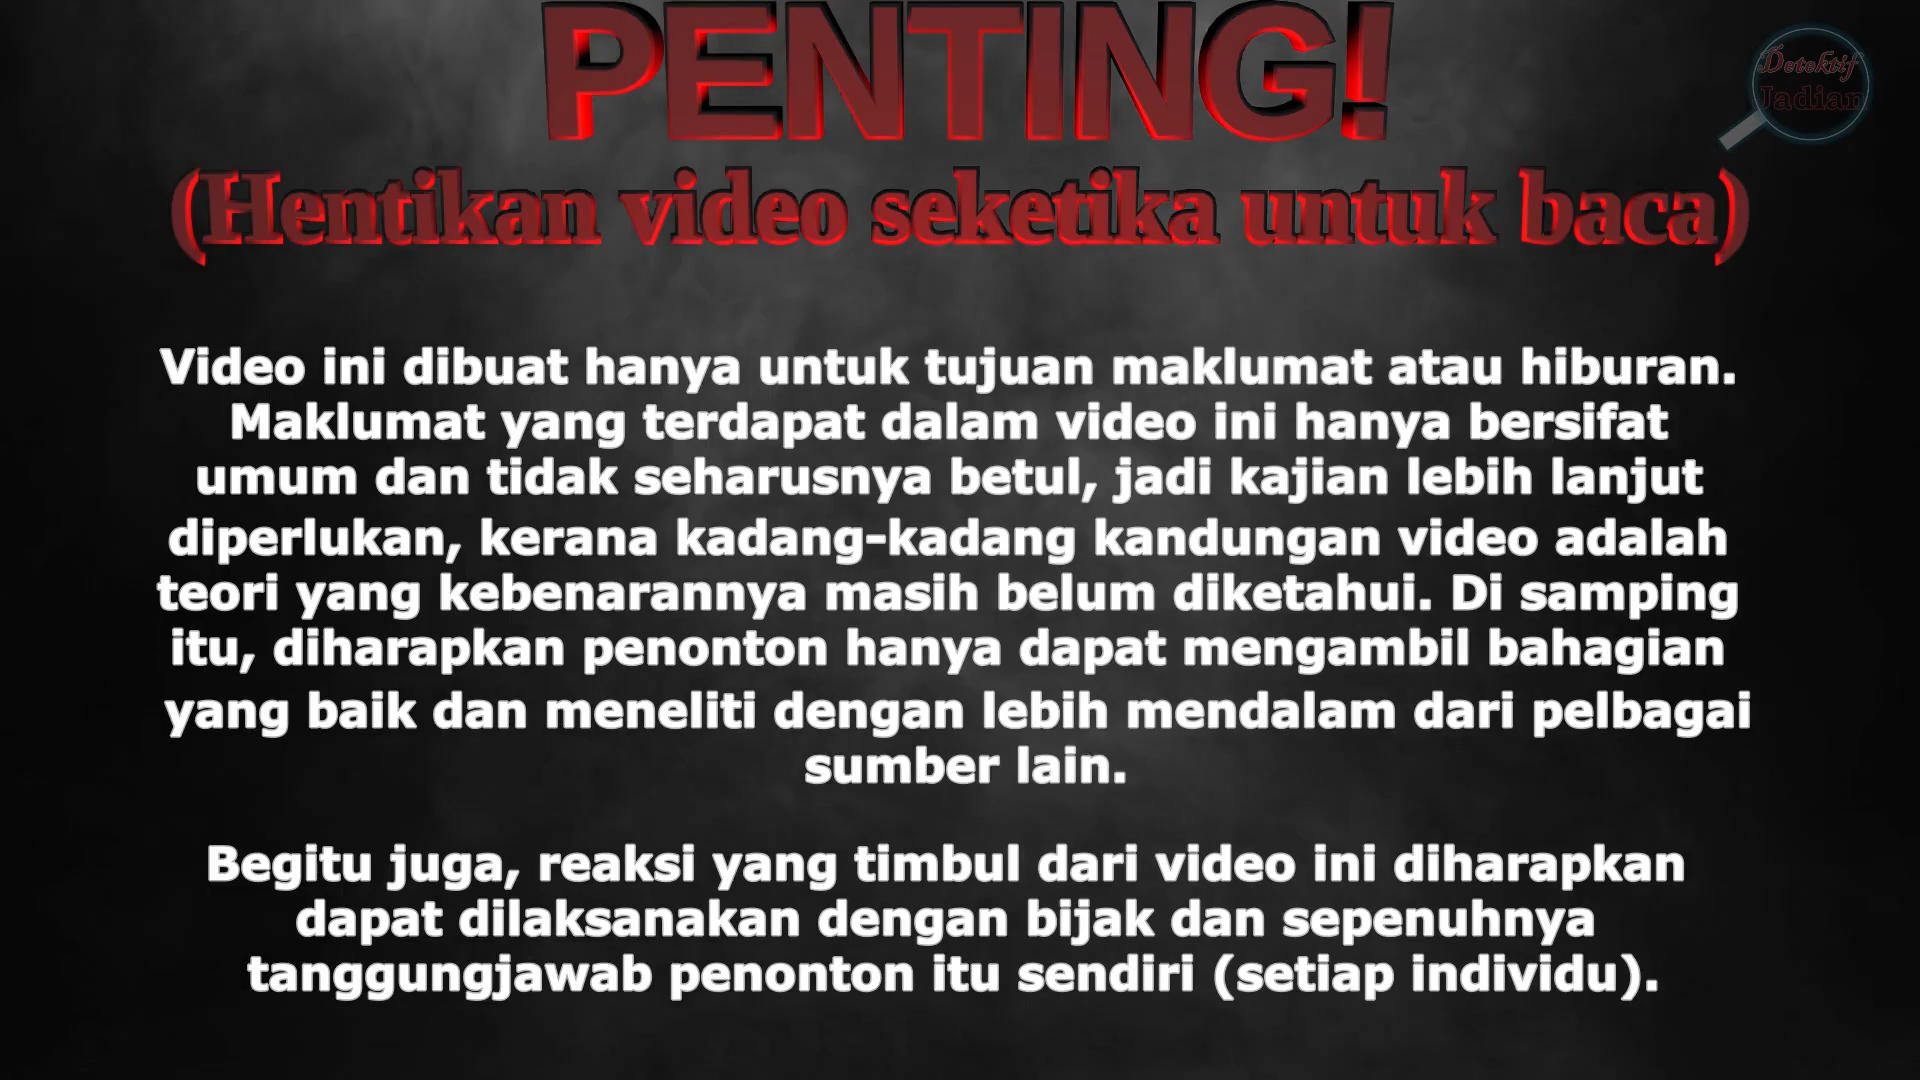 PENTING!
(Hentikan video seketika untuk baca)
Detektif
Jadian
Video ini dibuat hanya untuk tujuan maklumat atau hiburan.
Maklumat yang terdapat dalam video ini hanya bersifat
umum dan tidak seharusnya betul, jadi kajian lebih lanjut
diperlukan, kerana kadang-kadang kandungan video adalah
teori yang kebenarannya masih belum diketahui. Di samping
itu, diharapkan penonton hanya dapat mengambil bahagian
yang baik dan meneliti dengan lebih mendalam dari pelbagai
sumber lain.
Begitu juga, reaksi yang timbul dari video ini diharapkan
dapat dilaksanakan dengan bijak dan sepenuhnya
tanggungjawab penonton itu sendiri (setiap individu).